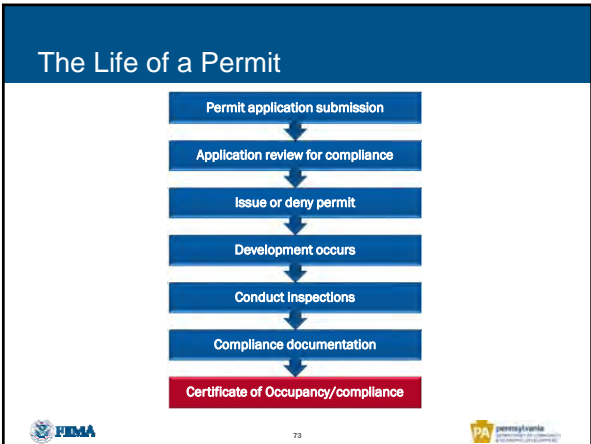 The Life of a Permit
Permit application submission
Application review for compliance
Issue or deny permit
Development occurs
Conduct inspections
Compliance documentation
Certificate of Occupancy/compliance
FEMA
73
PA pennsylvania